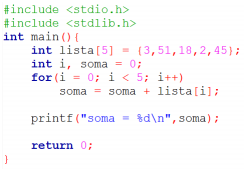 #include <stdio.h>
#include <stdlib.h>
int main(){
    int lista[5] = {3,51,18,2,45};
    int i, soma = 0;
    for(i = 0; i < 5; i++)
        soma = soma + lista[i];

    printf("soma = %d\n",soma);

    return 0;
}